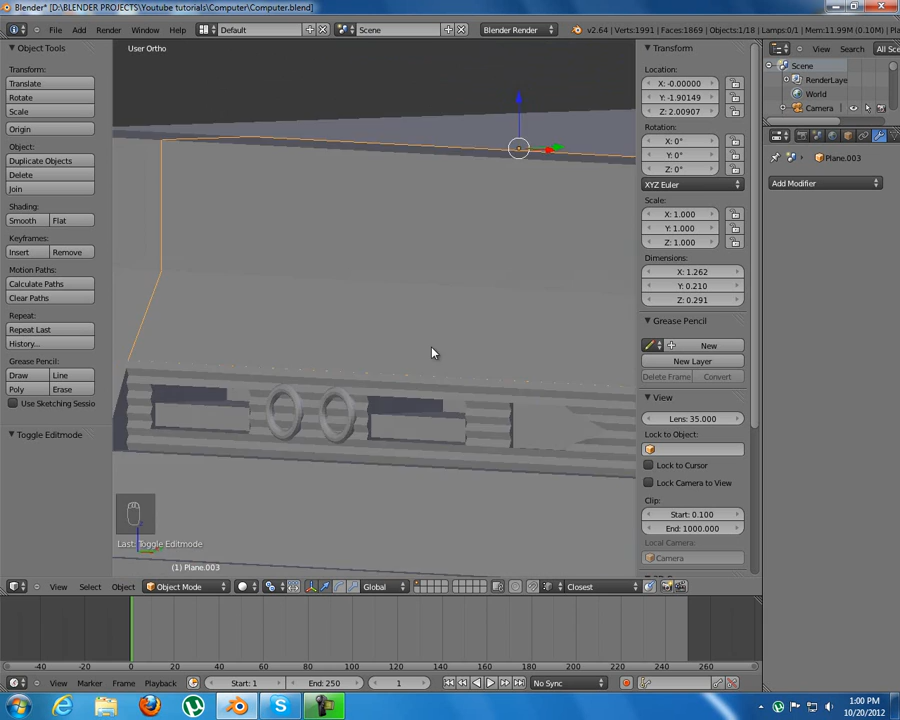 Blender* [D:\BLENDER PROJECTS\Youtube tutorials\Computer\Computer.blend]
File Add Render Window Help Default Scene Blender Render v2.64 | Verts:1991 | Faces:1869 | Objects:1/18 | Lamps:0/1 | Mem:11.99M (0.10M) |
View Search All Sce
Object Tools
Transform:
Translate
Rotate
Scale
Origin
Object:
Duplicate Objects
Delete
Join
Shading:
Smooth Flat
Keyframes:
Insert Remove
Motion Paths:
Calculate Paths
Clear Paths
Repeat:
Repeat Last
History...
Grease Pencil:
Draw Line
Poly Erase
Use Sketching Sessio
Toggle Editmode
User Ortho
Last: Toggle Editmode
(1) Plane.003
Transform
Location:
X: -0.00000
Y: -1.90149
Z: 2.00907
Rotation:
X: 0°
Y: 0°
Z: 0°
XYZ Euler
Scale:
X: 1.000
Y: 1.000
Z: 1.000
Dimensions:
X: 1.262
Y: 0.210
Z: 0.291
Grease Pencil
New
New Layer
Delete Frame Convert
View
Lens: 35.000
Lock to Object:
Lock to Cursor
Lock Camera to View
Clip:
Start: 0.100
End: 1000.000
Local Camera:
Camera
Scene
RenderLaye
World
Camera
Plane.003
Add Modifier
View Select Object Object Mode Global Closest
-40 -20 0 20 40 60 80 100 120 140 160 180 200 220 240 260
View Marker Frame Playback Start: 1 End: 250 1 No Sync
1:00 PM
10/20/2012